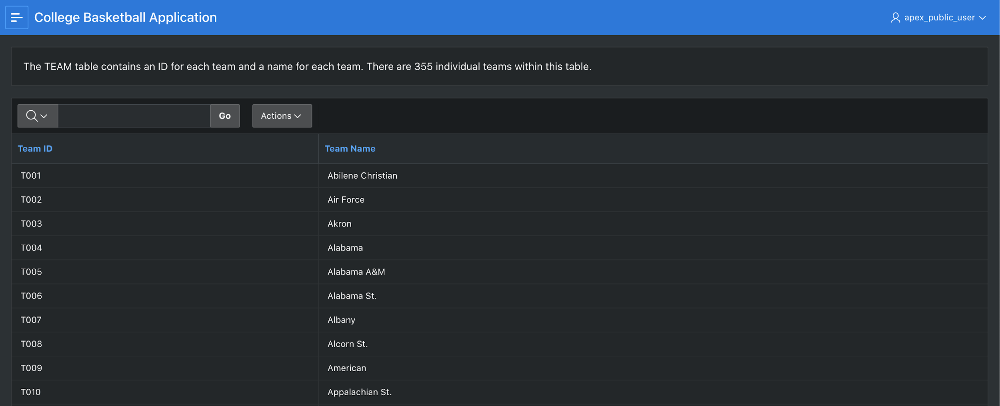 College Basketball Application
apex_public_user
The TEAM table contains an ID for each team and a name for each team. There are 355 individual teams within this table.
Go
Actions
Team ID Team Name
T001 Abilene Christian
T002 Air Force
T003 Akron
T004 Alabama
T005 Alabama A&M
T006 Alabama St.
T007 Albany
T008 Alcorn St.
T009 American
T010 Appalachian St.